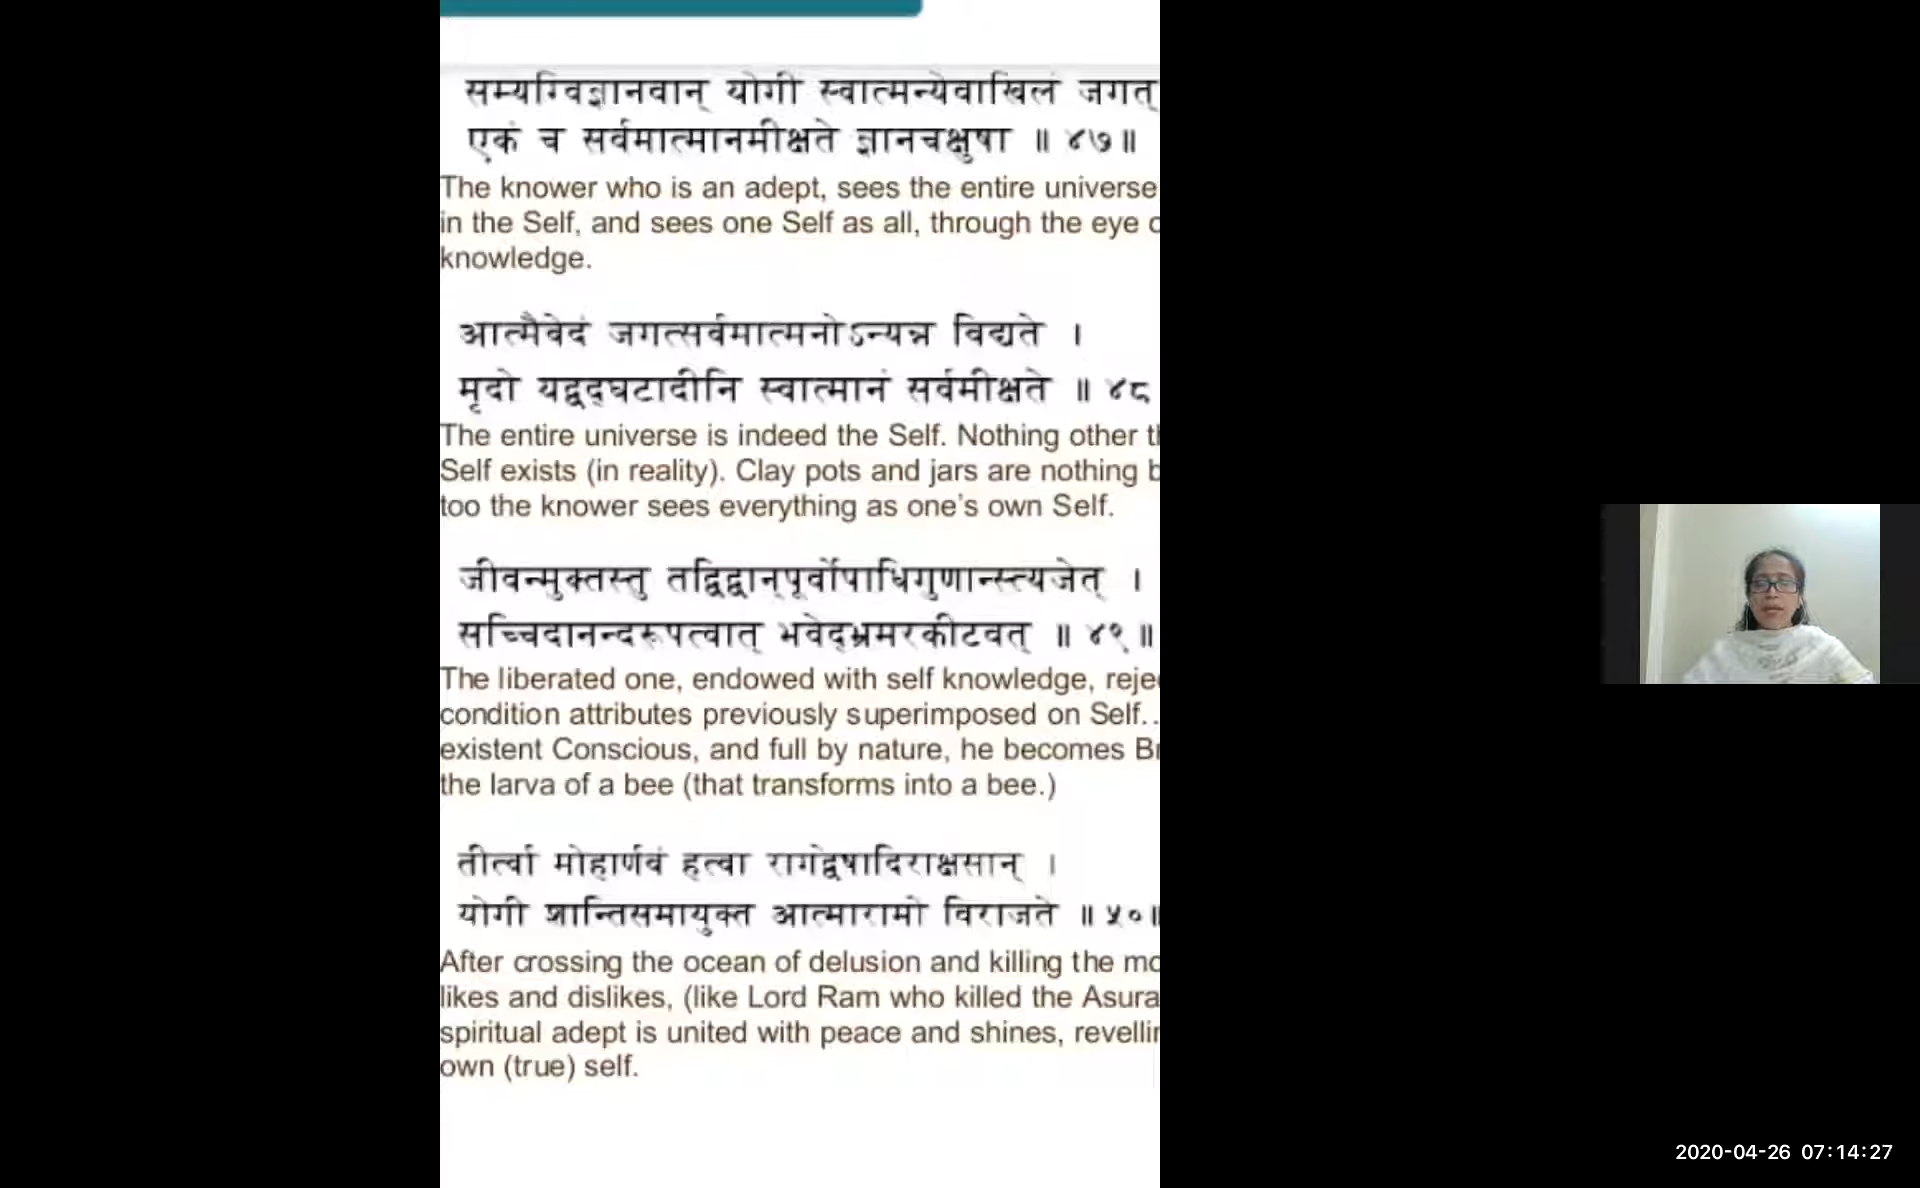 सम्यग्विज्ञानवान् योगी स्वात्मन्येवाखिलं जगत्
एकं च सर्वमात्मानमीक्षते ज्ञानचक्षुषा ॥ ४७॥
The knower who is an adept, sees the entire universe
in the Self, and sees one Self as all, through the eye
knowledge.
आत्मैवेदं जगत्सर्वमात्मनोऽन्यन्न विद्यते ।
मृदो यद्वद्घटादीनि स्वात्मानं सर्वमीक्षते ॥ ४८
The entire universe is indeed the Self. Nothing other
Self exists (in reality). Clay pots and jars are nothing
too the knower sees everything as one’s own Self.
जीवन्मुक्तस्तु तद्विद्वान्पूर्वोपाधिगुणान्स्त्यजेत् ।
सच्चिदानन्दरूपत्वात् भवेद्भ्रमरकीटवत् ॥ ४९॥
The liberated one, endowed with self knowledge,
condition attributes previously superimposed on Self..
existent Conscious, and full by nature, he becomes
the larva of a bee (that transforms into a bee.)
तीर्त्वा मोहार्णवं हत्वा रागद्वेषादिराक्षसान् ।
योगी शान्तिसमायुक्त आत्मारामो विराजते ॥ ५०॥
After crossing the ocean of delusion and killing the
likes and dislikes, (like Lord Ram who killed the Asura
spiritual adept is united with peace and shines,
own (true) self.
2020-04-26 07:14:27